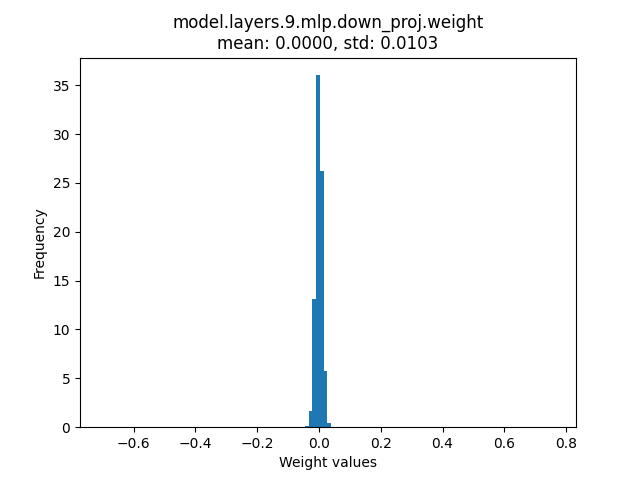 model.layers.9.mlp.down_proj.weight
mean: 0.0000, std: 0.0103
35
30
25
20
15
10
5
0
Frequency
−0.6 −0.4 −0.2 0.0 0.2 0.4 0.6 0.8
Weight values